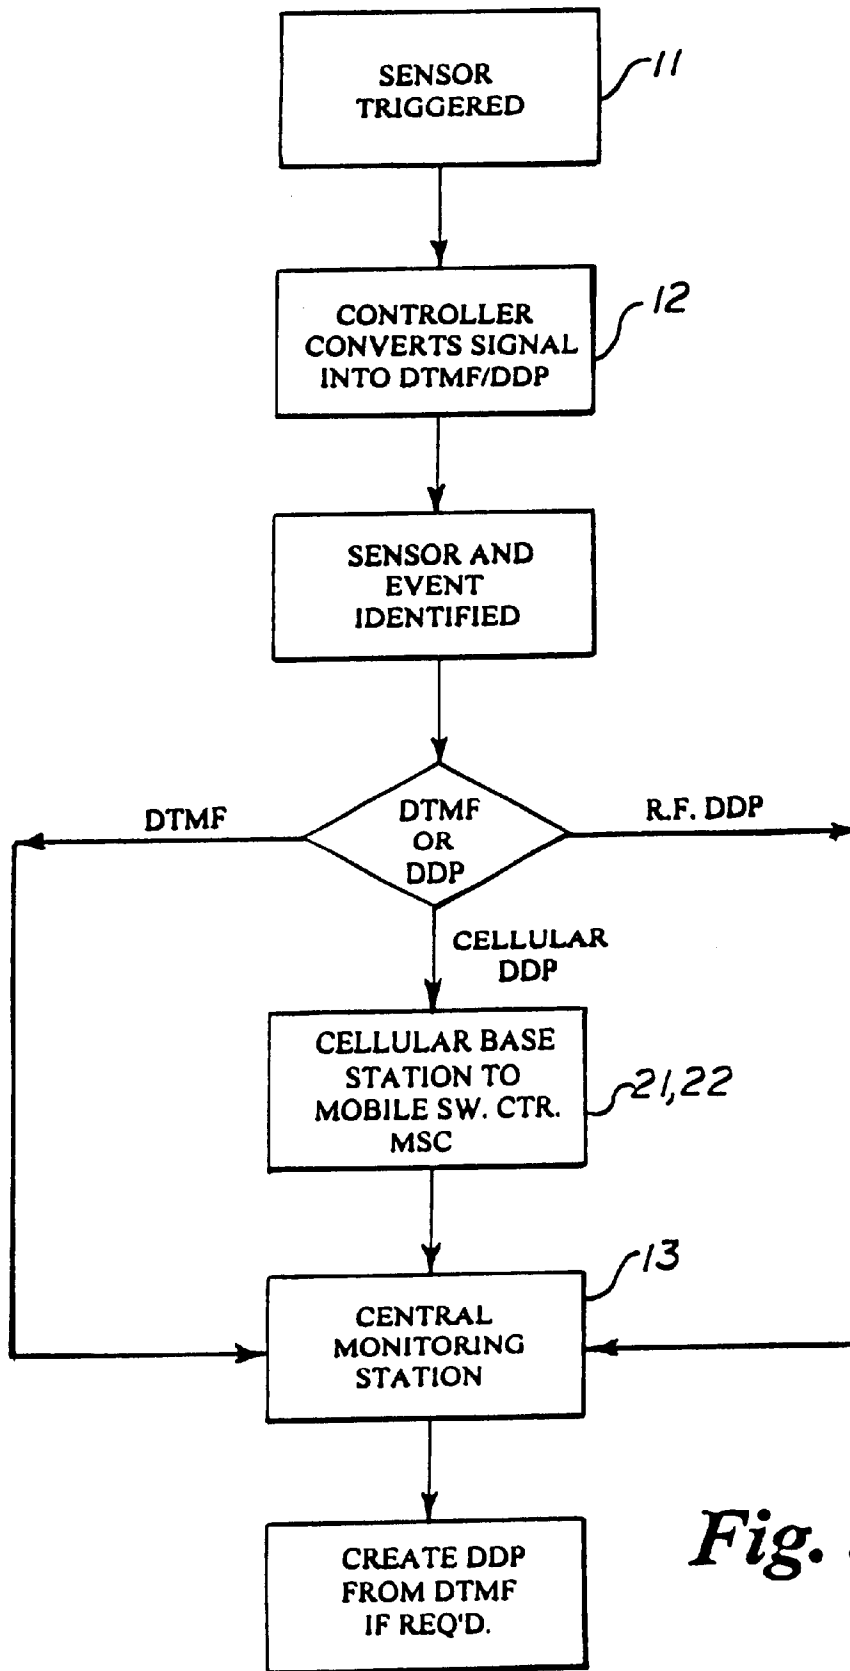 SENSOR
TRIGGERED
11
CONTROLLER
CONVERTS SIGNAL
INTO DTMF/DDP
12
SENSOR AND
EVENT
IDENTIFIED
DTMF
DTMF
OR
DDP
R.F. DDP
CELLULAR
DDP
CELLULAR BASE
STATION TO
MOBILE SW. CTR.
MSC
21,22
13
CENTRAL
MONITORING
STATION
CREATE DDP
FROM DTMF
IF REQ'D.
Fig.